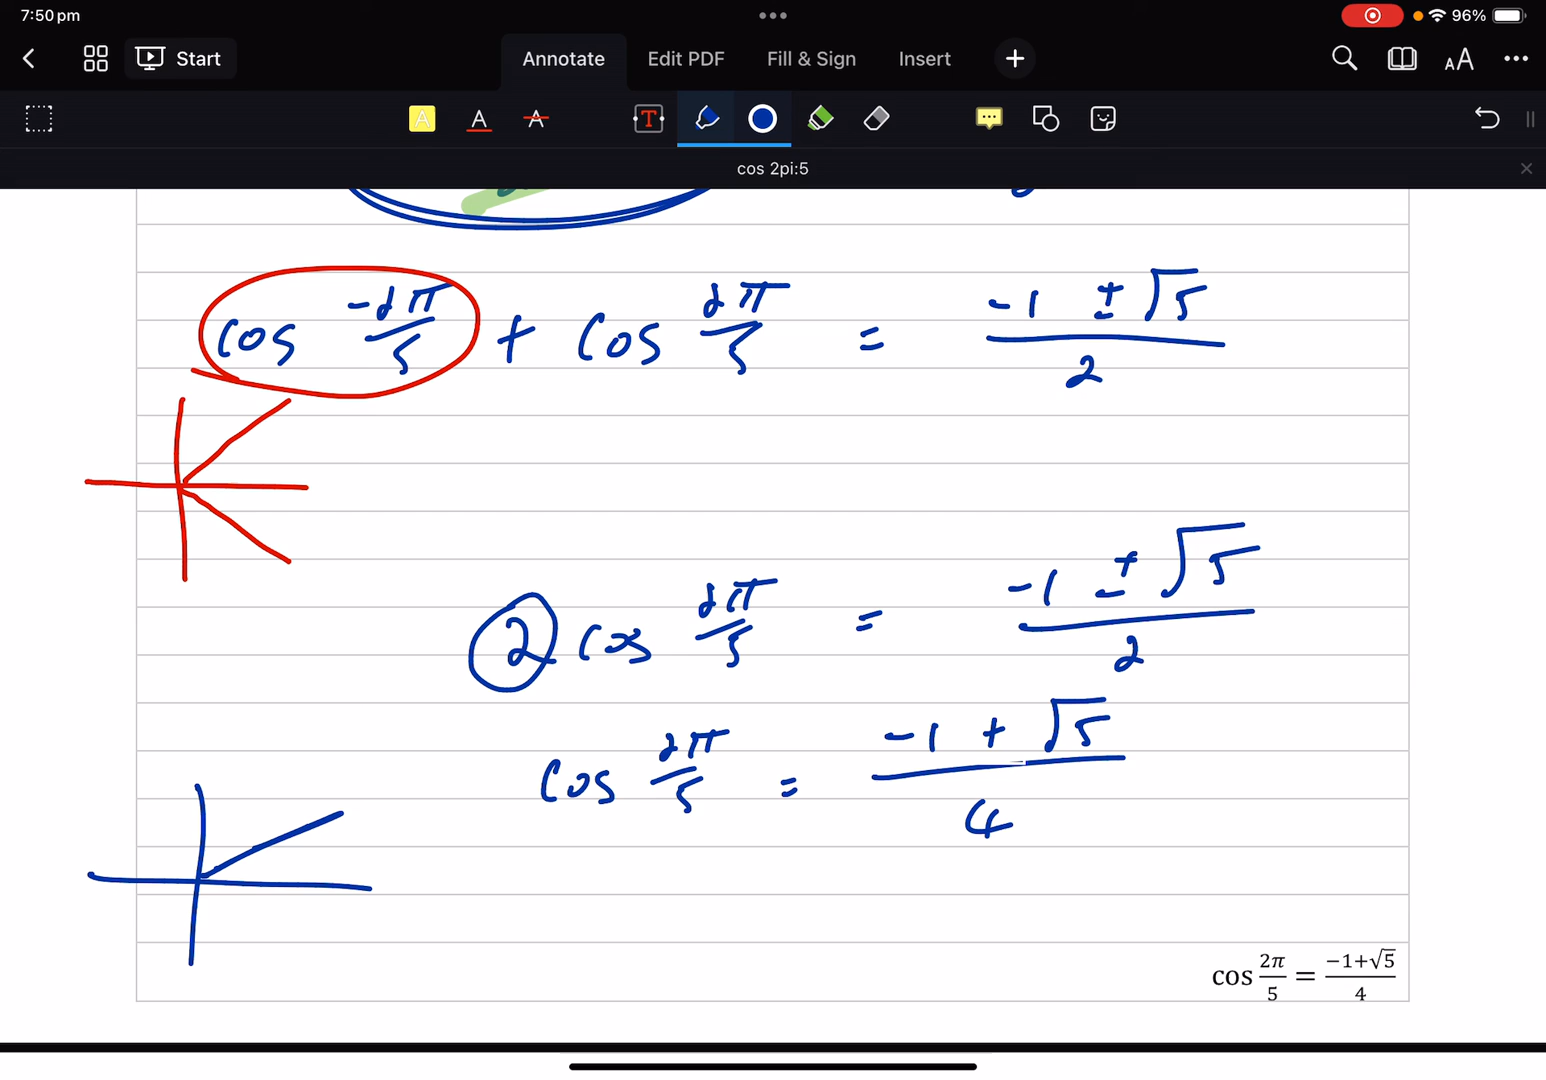 7:50 pm
96%
Start
Annotate
Edit PDF
Fill & Sign
Insert
A A T AA
cos 2pi:5
cos -2π/5 + cos 2π/5 = (-1 ± √5)/2
2 cos 2π/5 = (-1 ± √5)/2
cos 2π/5 = (-1 + √5)/4
cos 2π/5 = (-1+√5)/4